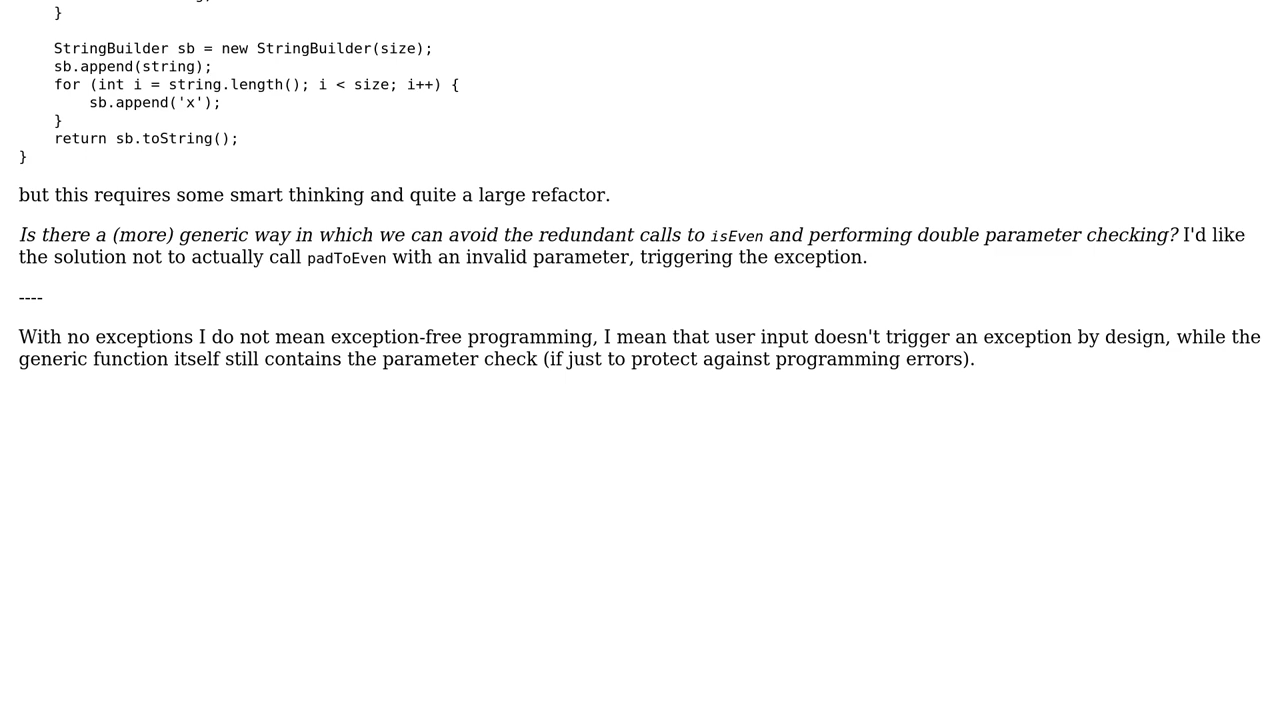 }
StringBuilder sb = new StringBuilder(size);
sb.append(string);
for (int i = string.length(); i < size; i++) {
sb.append('x');
}
return sb.toString();
}
but this requires some smart thinking and quite a large refactor.
Is there a (more) generic way in which we can avoid the redundant calls to isEven and performing double parameter checking? I'd like
the solution not to actually call padToEven with an invalid parameter, triggering the exception.
----
With no exceptions I do not mean exception-free programming, I mean that user input doesn't trigger an exception by design, while the
generic function itself still contains the parameter check (if just to protect against programming errors).